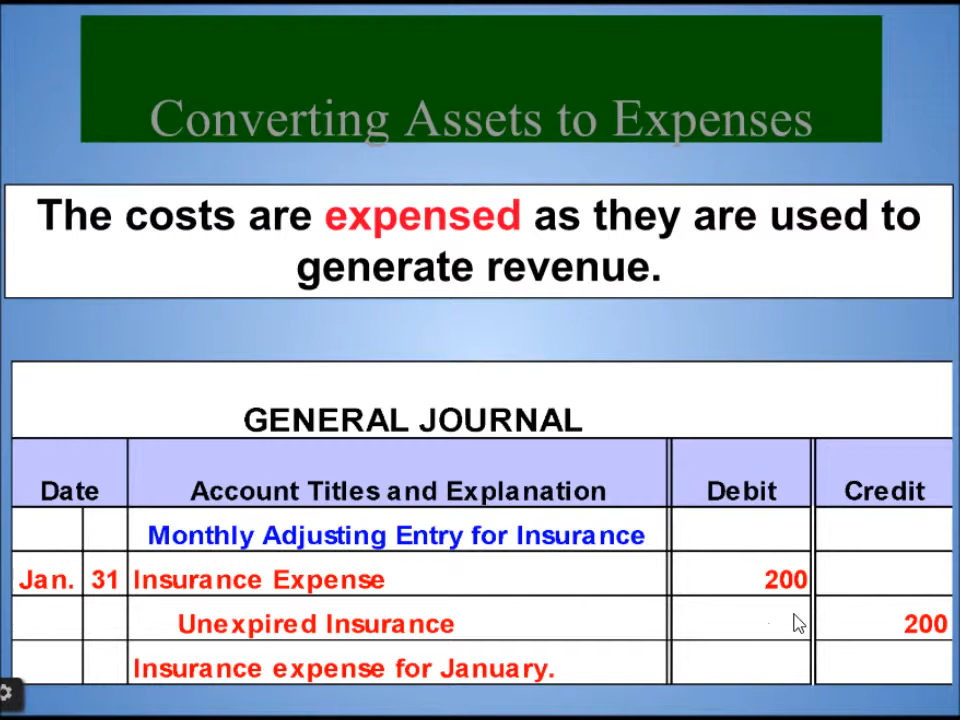 Converting Assets to Expenses
The costs are expensed as they are used to
generate revenue.
GENERAL JOURNAL
Date Account Titles and Explanation Debit Credit
Monthly Adjusting Entry for Insurance
Jan. 31 Insurance Expense 200
Unexpired Insurance 200
Insurance expense for January.